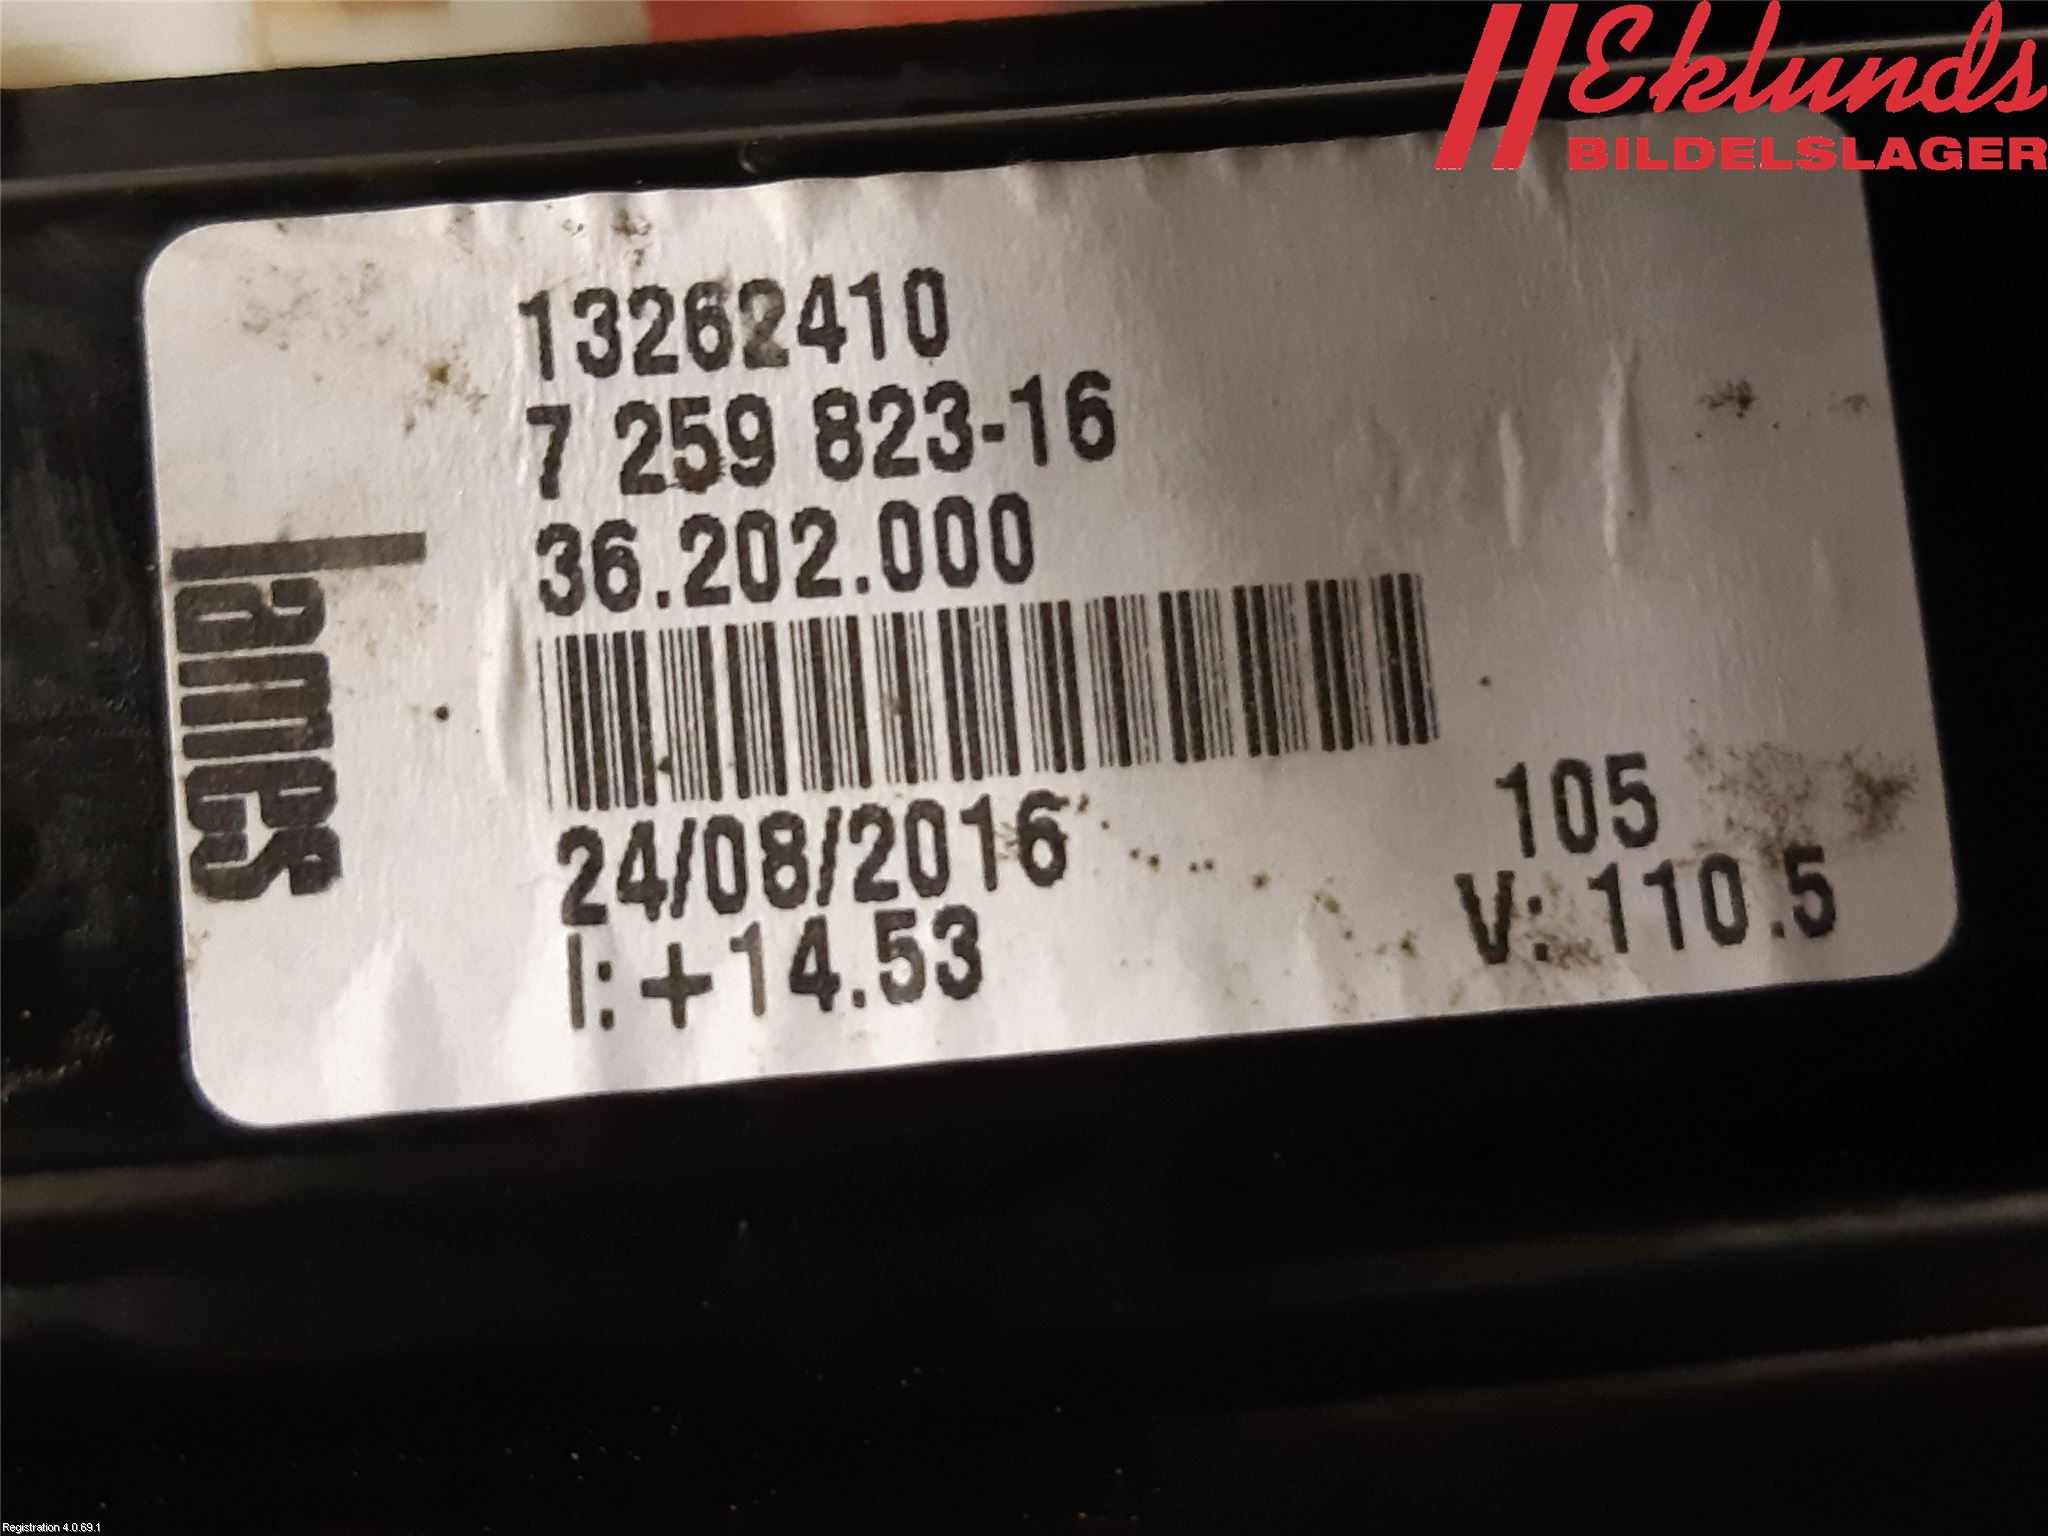 Eklunds
BILDELSLAGER
13262410
7 259 823-16
36.202.000
lames
24/08/2016
105
I: +14.53
V: 110.5
Registration 4.0.69.1